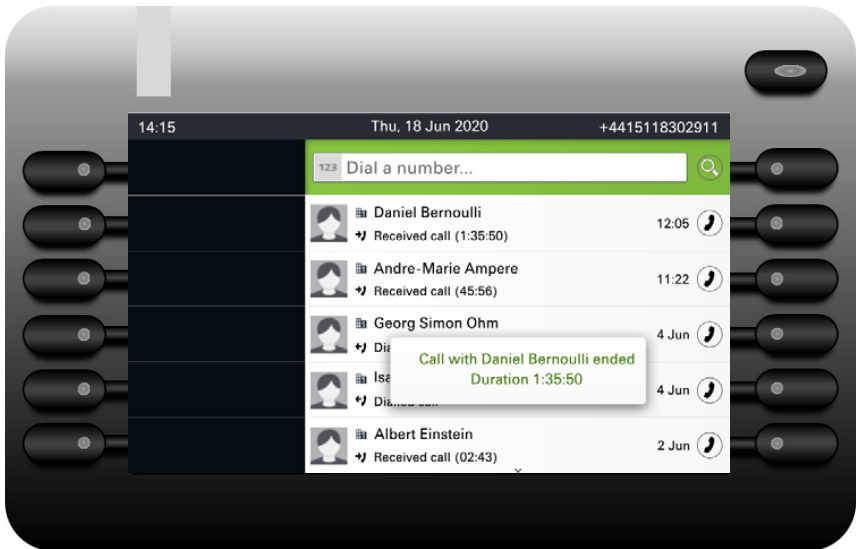 14:15 Thu, 18 Jun 2020 +4415118302911
123 Dial a number...
Daniel Bernoulli
Received call (1:35:50)
12:05
Andre-Marie Ampere
Received call (45:56)
11:22
Georg Simon Ohm
4 Jun
Call with Daniel Bernoulli ended
Duration 1:35:50
4 Jun
Albert Einstein
Received call (02:43)
2 Jun